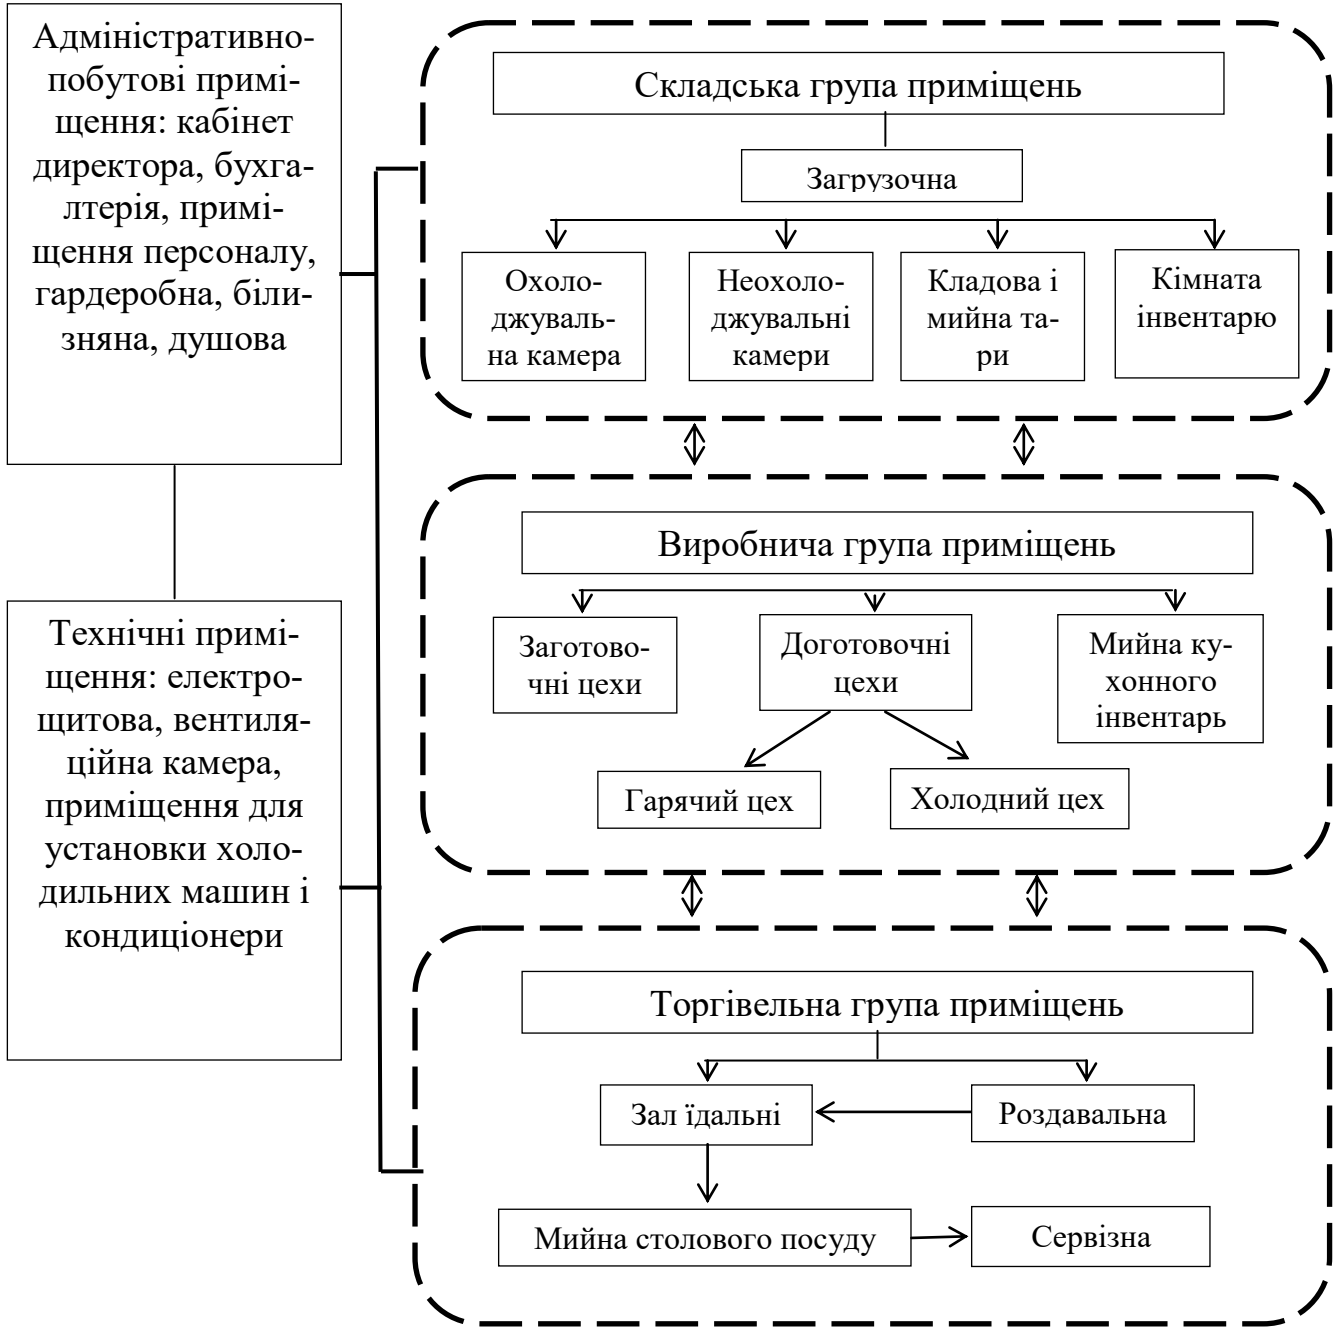 Адміністративно-
побутові примі-
щення: кабінет
директора, бухга-
лтерія, примі-
щення персоналу,
гардеробна, біли-
зняна, душова
Технічні примі-
щення: електро-
щитова, вентиля-
ційна камера,
приміщення для
установки холо-
дильних машин і
кондиціонери
Складська група приміщень
Загрузочна
Охоло-
джуваль-
на камера
Неохоло-
джувальні
камери
Кладова і
мийна та-
ри
Кімната
інвентарю
Виробнича група приміщень
Заготово-
чні цехи
Доготовочні
цехи
Мийна ку-
хонного
інвентарь
Гарячий цех
Холодний цех
Торгівельна група приміщень
Зал їдальні
Роздавальна
Мийна столового посуду
Сервізна